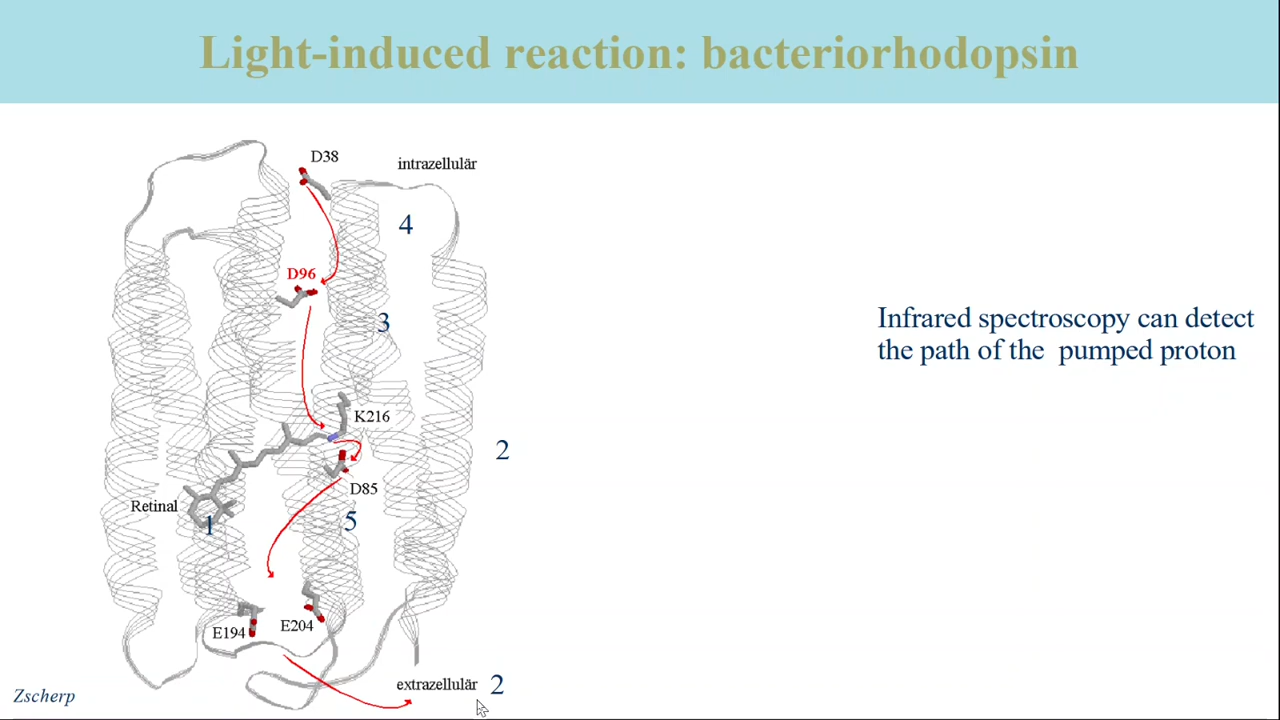 Light-induced reaction: bacteriorhodopsin
D38
intrazellulär
4
D96
3
Infrared spectroscopy can detect
the path of the pumped proton
K216
2
D85
Retinal
1
5
E194
E204
extrazellulär
2
Zscherp